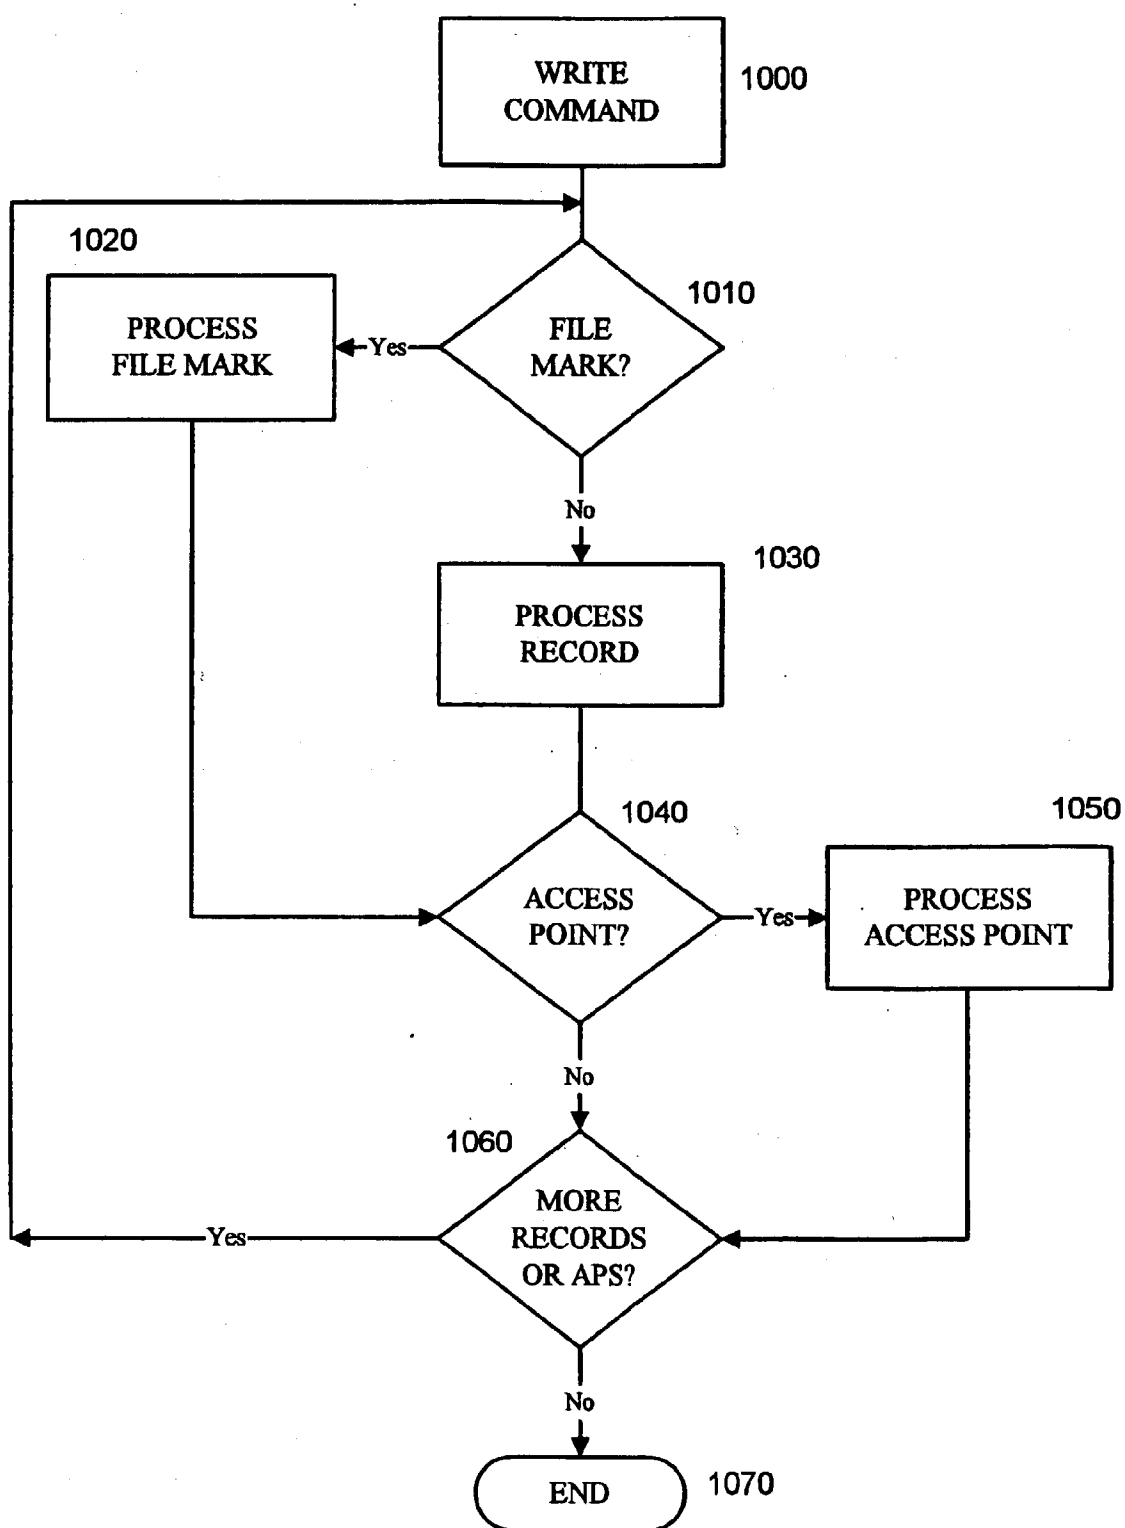 WRITE
COMMAND
1000
1020
PROCESS
FILE MARK
Yes
FILE
MARK?
1010
No
1030
PROCESS
RECORD
1040
ACCESS
POINT?
Yes
1050
PROCESS
ACCESS POINT
No
1060
MORE
RECORDS
OR APS?
Yes
No
END
1070